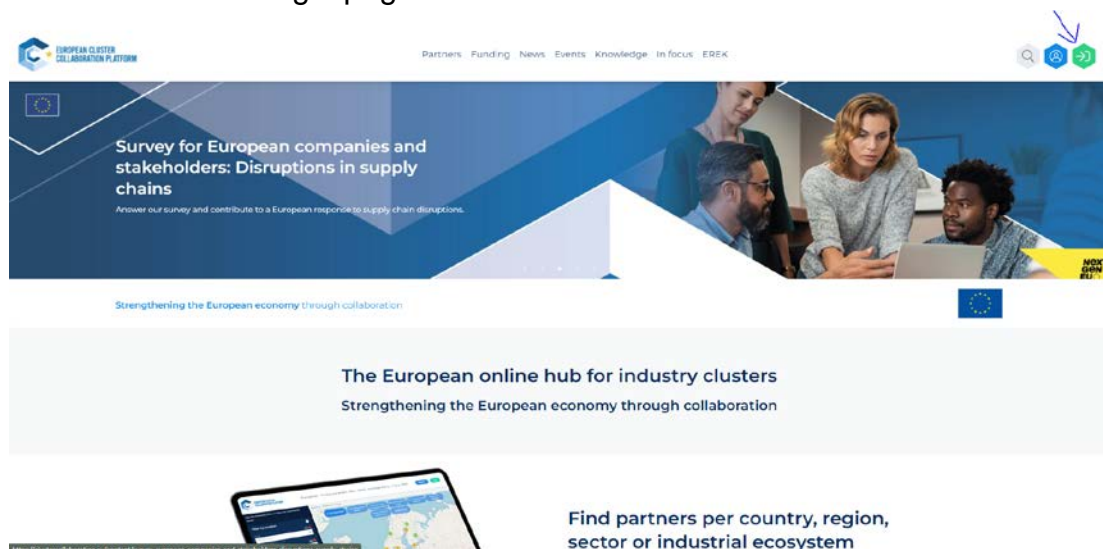 EUROPEAN CLUSTER
COLLABORATION PLATFORM
Partners Funding News Events Knowledge In focus EREK
Survey for European companies and
stakeholders: Disruptions in supply
chains
Answer our survey and contribute to a European response to supply chain disruptions.
NEX
GEN
EU
Strengthening the European economy through collaboration
The European online hub for industry clusters
Strengthening the European economy through collaboration
Find partners per country, region,
sector or industrial ecosystem